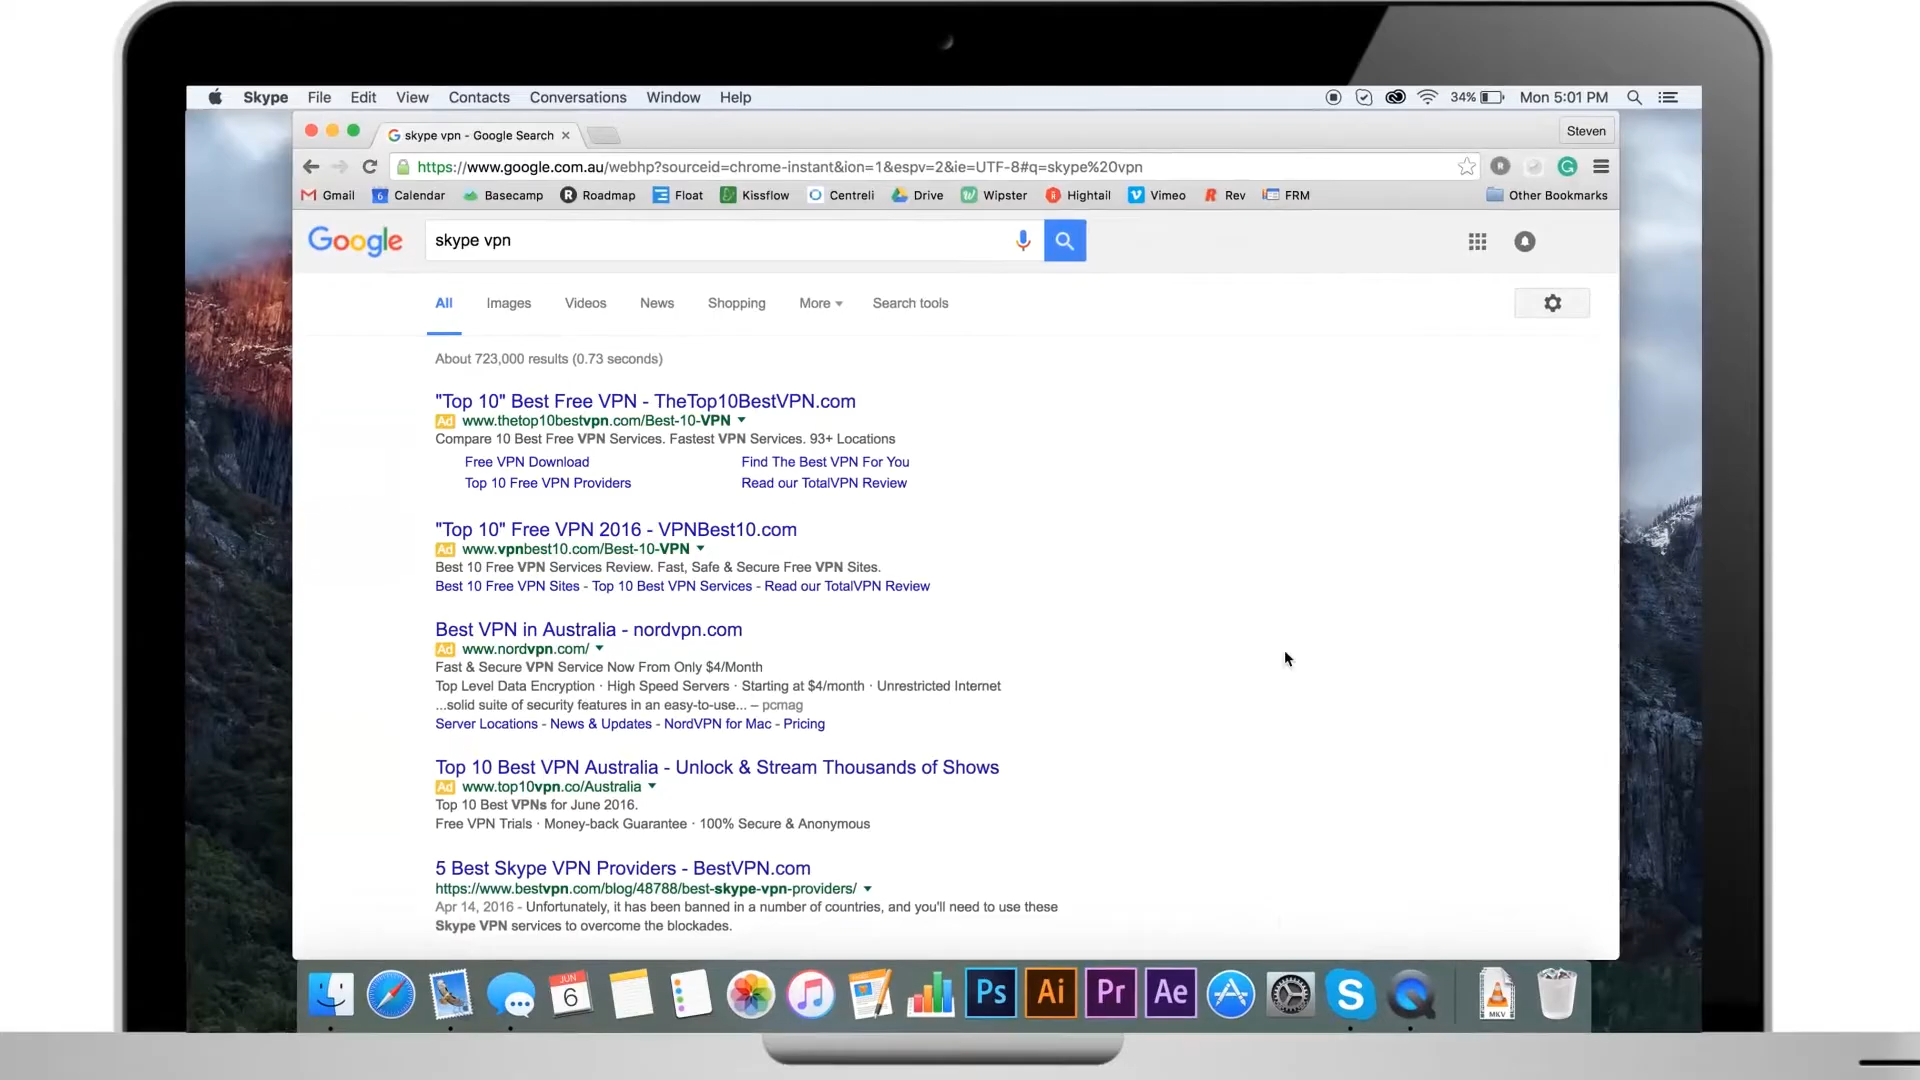 Skype File Edit View Contacts Conversations Window Help 34% Mon 5:01 PM
skype vpn - Google Search Steven
https://www.google.com.au/webhp?sourceid=chrome-instant&ion=1&espv=2&ie=UTF-8#q=skype%20vpn
Gmail 6 Calendar Basecamp Roadmap Float Kissflow Centreli Drive Wipster Hightail Vimeo Rev FRM Other Bookmarks
Google skype vpn
All Images Videos News Shopping More Search tools
About 723,000 results (0.73 seconds)
"Top 10" Best Free VPN - TheTop10BestVPN.com
Ad www.thetop10bestvpn.com/Best-10-VPN
Compare 10 Best Free VPN Services. Fastest VPN Services. 93+ Locations
Free VPN Download Find The Best VPN For You
Top 10 Free VPN Providers Read our TotalVPN Review
"Top 10" Free VPN 2016 - VPNBest10.com
Ad www.vpnbest10.com/Best-10-VPN
Best 10 Free VPN Services Review. Fast, Safe & Secure Free VPN Sites.
Best 10 Free VPN Sites - Top 10 Best VPN Services - Read our TotalVPN Review
Best VPN in Australia - nordvpn.com
Ad www.nordvpn.com/
Fast & Secure VPN Service Now From Only $4/Month
Top Level Data Encryption · High Speed Servers · Starting at $4/month · Unrestricted Internet
...solid suite of security features in an easy-to-use... – pcmag
Server Locations - News & Updates - NordVPN for Mac - Pricing
Top 10 Best VPN Australia - Unlock & Stream Thousands of Shows
Ad www.top10vpn.co/Australia
Top 10 Best VPNs for June 2016.
Free VPN Trials · Money-back Guarantee · 100% Secure & Anonymous
5 Best Skype VPN Providers - BestVPN.com
https://www.bestvpn.com/blog/48788/best-skype-vpn-providers/
Apr 14, 2016 - Unfortunately, it has been banned in a number of countries, and you'll need to use these
Skype VPN services to overcome the blockades.
JUN
6 Ps Ai Pr Ae S MKV